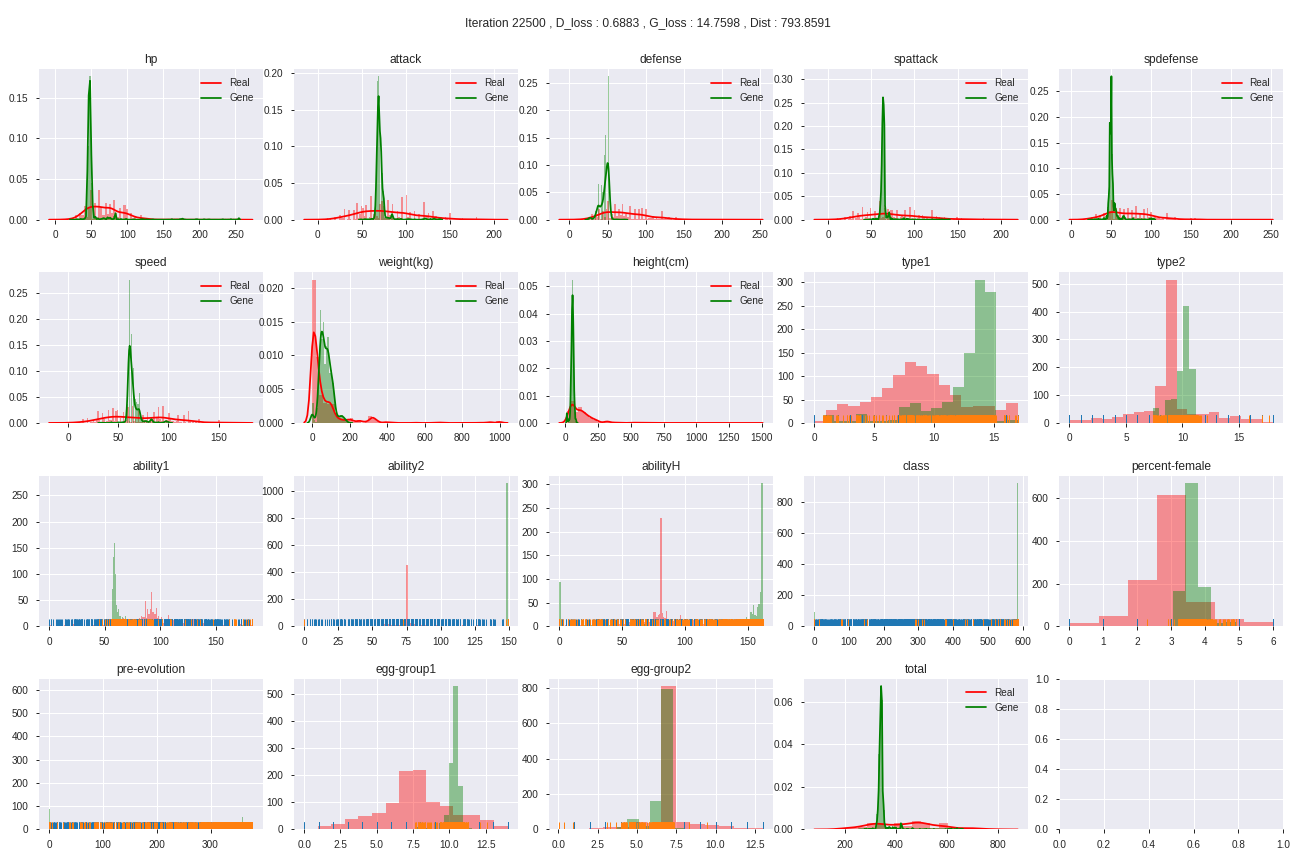 Iteration 22500 , D_loss : 0.6883 , G_loss : 14.7598 , Dist : 793.8591
hp
attack
defense
spattack
spdefense
0.15
0.10
0.05
0.00
0 50 100 150 200 250
Real
Gene
0.20
0.15
0.10
0.05
0.00
0 50 100 150 200
Real
Gene
0.25
0.20
0.15
0.10
0.05
0.00
0 50 100 150 200 250
Real
Gene
0.30
0.25
0.20
0.15
0.10
0.05
0.00
0 50 100 150 200
Real
Gene
0.25
0.20
0.15
0.10
0.05
0.00
0 50 100 150 200 250
Real
Gene
speed
weight(kg)
height(cm)
type1
type2
0.25
0.20
0.15
0.10
0.05
0.00
0 50 100 150
Real
Gene
0.020
0.015
0.010
0.005
0.000
0 200 400 600 800 1000
Real
Gene
0.05
0.04
0.03
0.02
0.01
0.00
0 250 500 750 1000 1250 1500
Real
Gene
300
250
200
150
100
50
0
0 5 10 15
500
400
300
200
100
0
0 5 10 15
ability1
ability2
abilityH
class
percent-female
250
200
150
100
50
0
0 50 100 150
1000
800
600
400
200
0
0 25 50 75 100 125 150
300
250
200
150
100
50
0
0 50 100 150
800
600
400
200
0
0 100 200 300 400 500 600
600
400
200
0
0 1 2 3 4 5 6
pre-evolution
egg-group1
egg-group2
total
600
500
400
300
200
100
0
0 100 200 300
500
400
300
200
100
0
0.0 2.5 5.0 7.5 10.0 12.5
800
600
400
200
0
0.0 2.5 5.0 7.5 10.0 12.5
0.06
0.04
0.02
0.00
200 400 600 800
Real
Gene
1.0
0.8
0.6
0.4
0.2
0.0
0.0 0.2 0.4 0.6 0.8 1.0